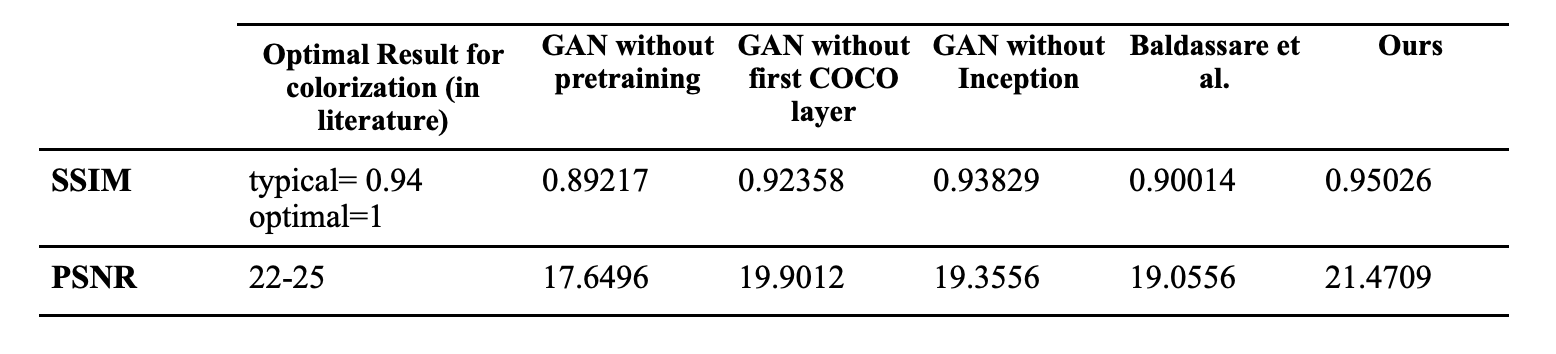 Optimal Result for
colorization (in
literature)
GAN without
pretraining
GAN without
first COCO
layer
GAN without
Inception
Baldassare et
al.
Ours
SSIM
typical= 0.94
optimal=1
0.89217
0.92358
0.93829
0.90014
0.95026
PSNR
22-25
17.6496
19.9012
19.3556
19.0556
21.4709